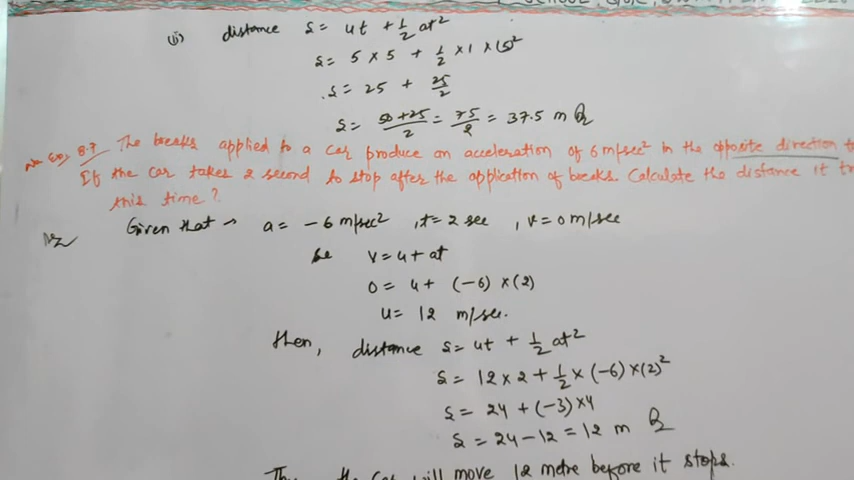 (ii) distance s = ut + 1/2 at²
s = 5 × 5 + 1/2 × 1 × (5)²
s = 25 + 25/2
s = 50+25/2 = 75/2 = 37.5 m
Exp 8.7 The breaks applied to a car produce an acceleration of 6 m/sec² in the opposite direction
If the car takes 2 second to stop after the application of breaks. Calculate the distance it
this time?
Given that → a = -6 m/sec² , t = 2 sec , v = 0 m/sec
v = u + at
0 = u + (-6) × (2)
u = 12 m/sec.
then, distance s = ut + 1/2 at²
s = 12 × 2 + 1/2 × (-6) × (2)²
s = 24 + (-3) × 4
s = 24 - 12 = 12 m
the car will move 12 metre before it stops.